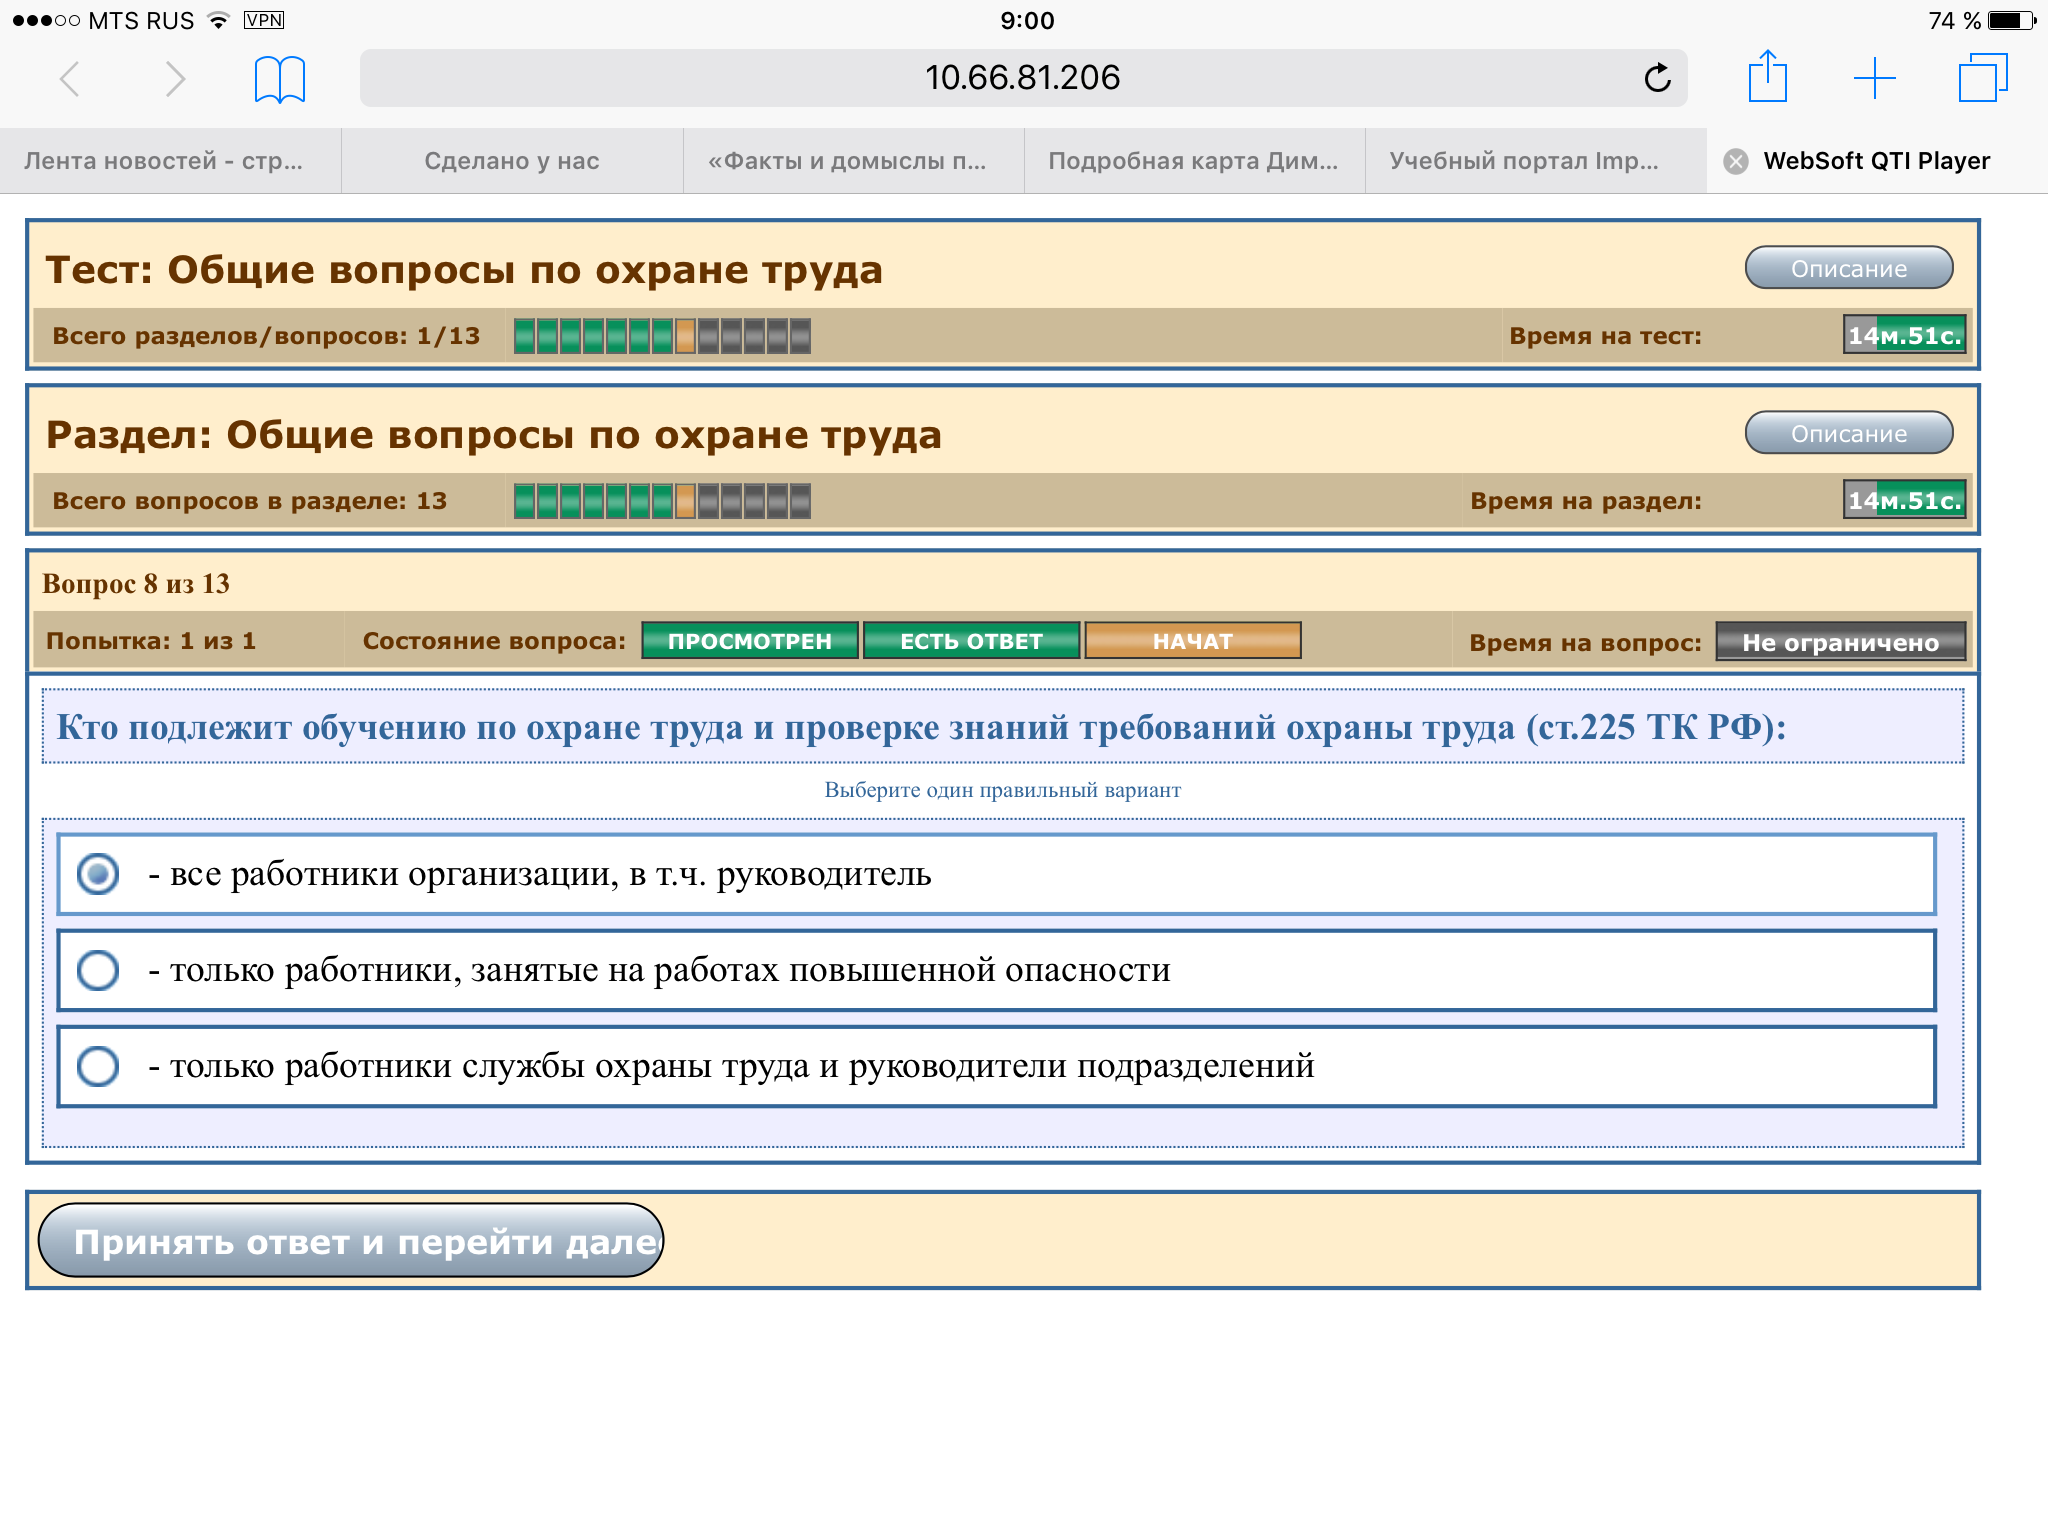 MTS RUS VPN 9:00 74 %
10.66.81.206
Лента новостей - стр... Сделано у нас «Факты и домыслы п... Подробная карта Дим... Учебный портал Imp... WebSoft QTI Player
Тест: Общие вопросы по охране труда Описание
Всего разделов/вопросов: 1/13 Время на тест: 14м.51с.
Раздел: Общие вопросы по охране труда Описание
Всего вопросов в разделе: 13 Время на раздел: 14м.51с.
Вопрос 8 из 13
Попытка: 1 из 1 Состояние вопроса: ПРОСМОТРЕН ЕСТЬ ОТВЕТ НАЧАТ Время на вопрос: Не ограничено
Кто подлежит обучению по охране труда и проверке знаний требований охраны труда (ст.225 ТК РФ):
Выберите один правильный вариант
- все работники организации, в т.ч. руководитель
- только работники, занятые на работах повышенной опасности
- только работники службы охраны труда и руководители подразделений
Принять ответ и перейти дале